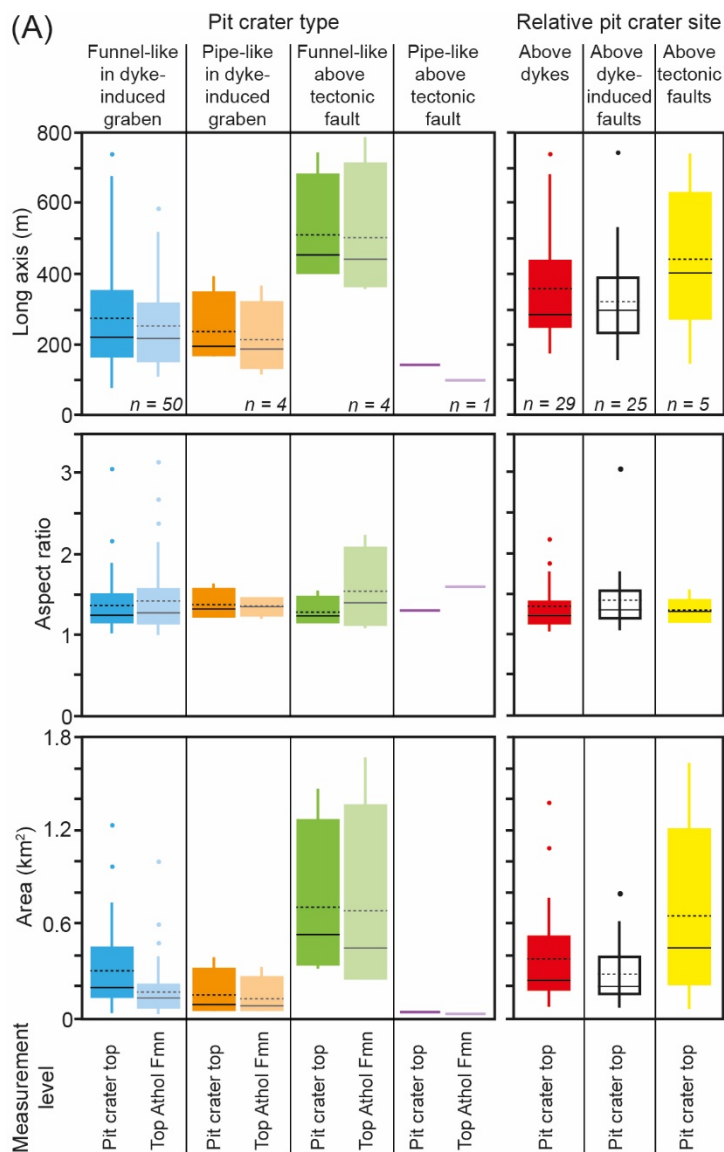 (A)
Pit crater type
Relative pit crater site
Funnel-like
in dyke-
induced
graben
Pipe-like
in dyke-
induced
graben
Funnel-like
above
tectonic
fault
Pipe-like
above
tectonic
fault
Above
dykes
Above
dyke-
induced
faults
Above
tectonic
faults
Long axis (m)
800
600
400
200
0
n = 50
n = 4
n = 4
n = 1
n = 29
n = 25
n = 5
Aspect ratio
3
2
1
0
Area (km²)
1.8
1.2
0.6
0
Measurement
level
Pit crater top
Top Athol Fmn
Pit crater top
Top Athol Fmn
Pit crater top
Top Athol Fmn
Pit crater top
Top Athol Fmn
Pit crater top
Pit crater top
Pit crater top